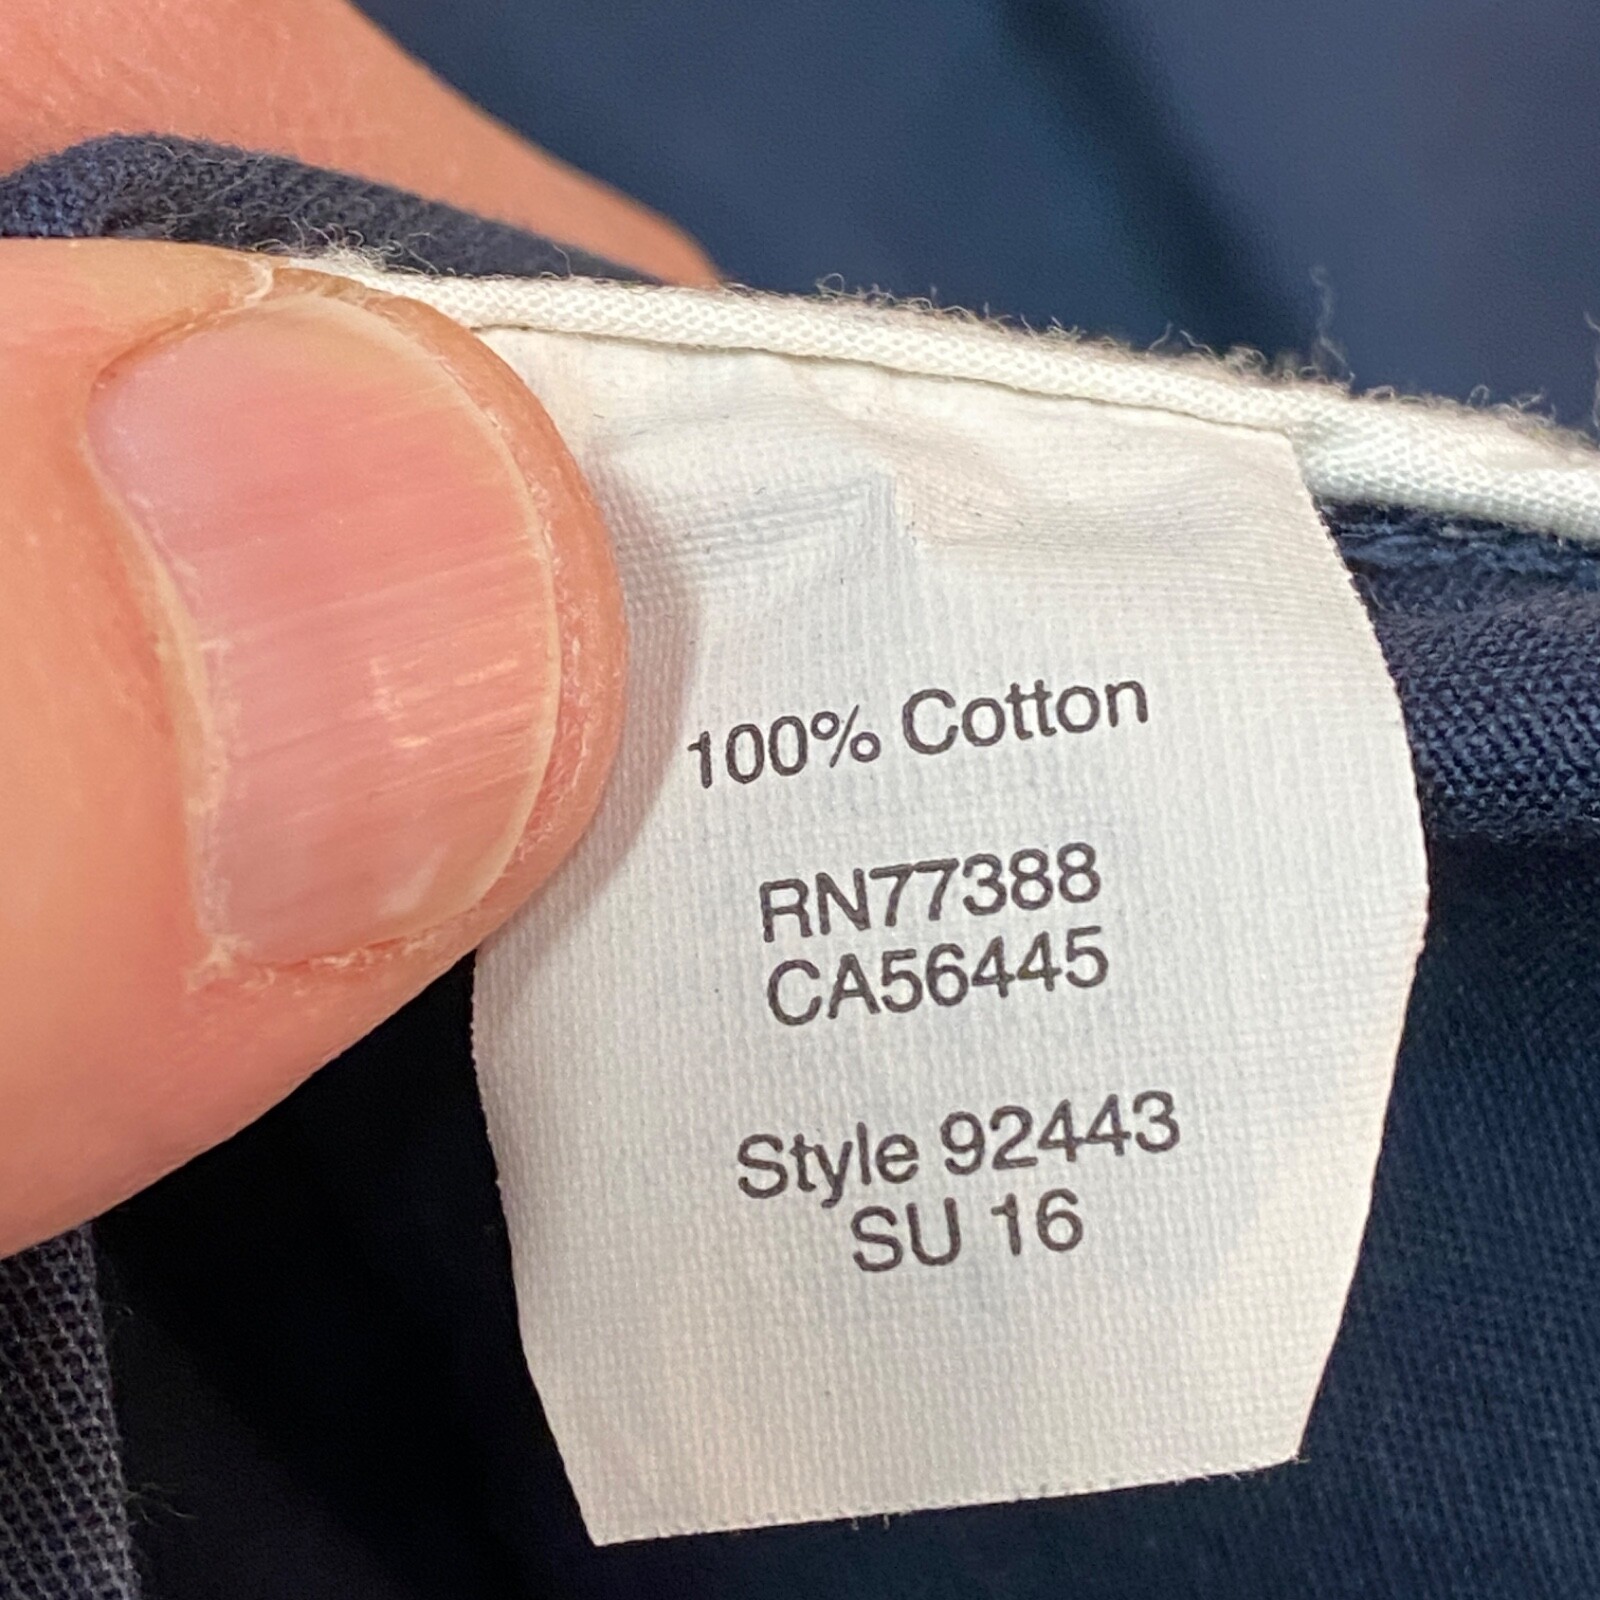 100% Cotton
RN77388
CA56445
Style 92443
SU 16